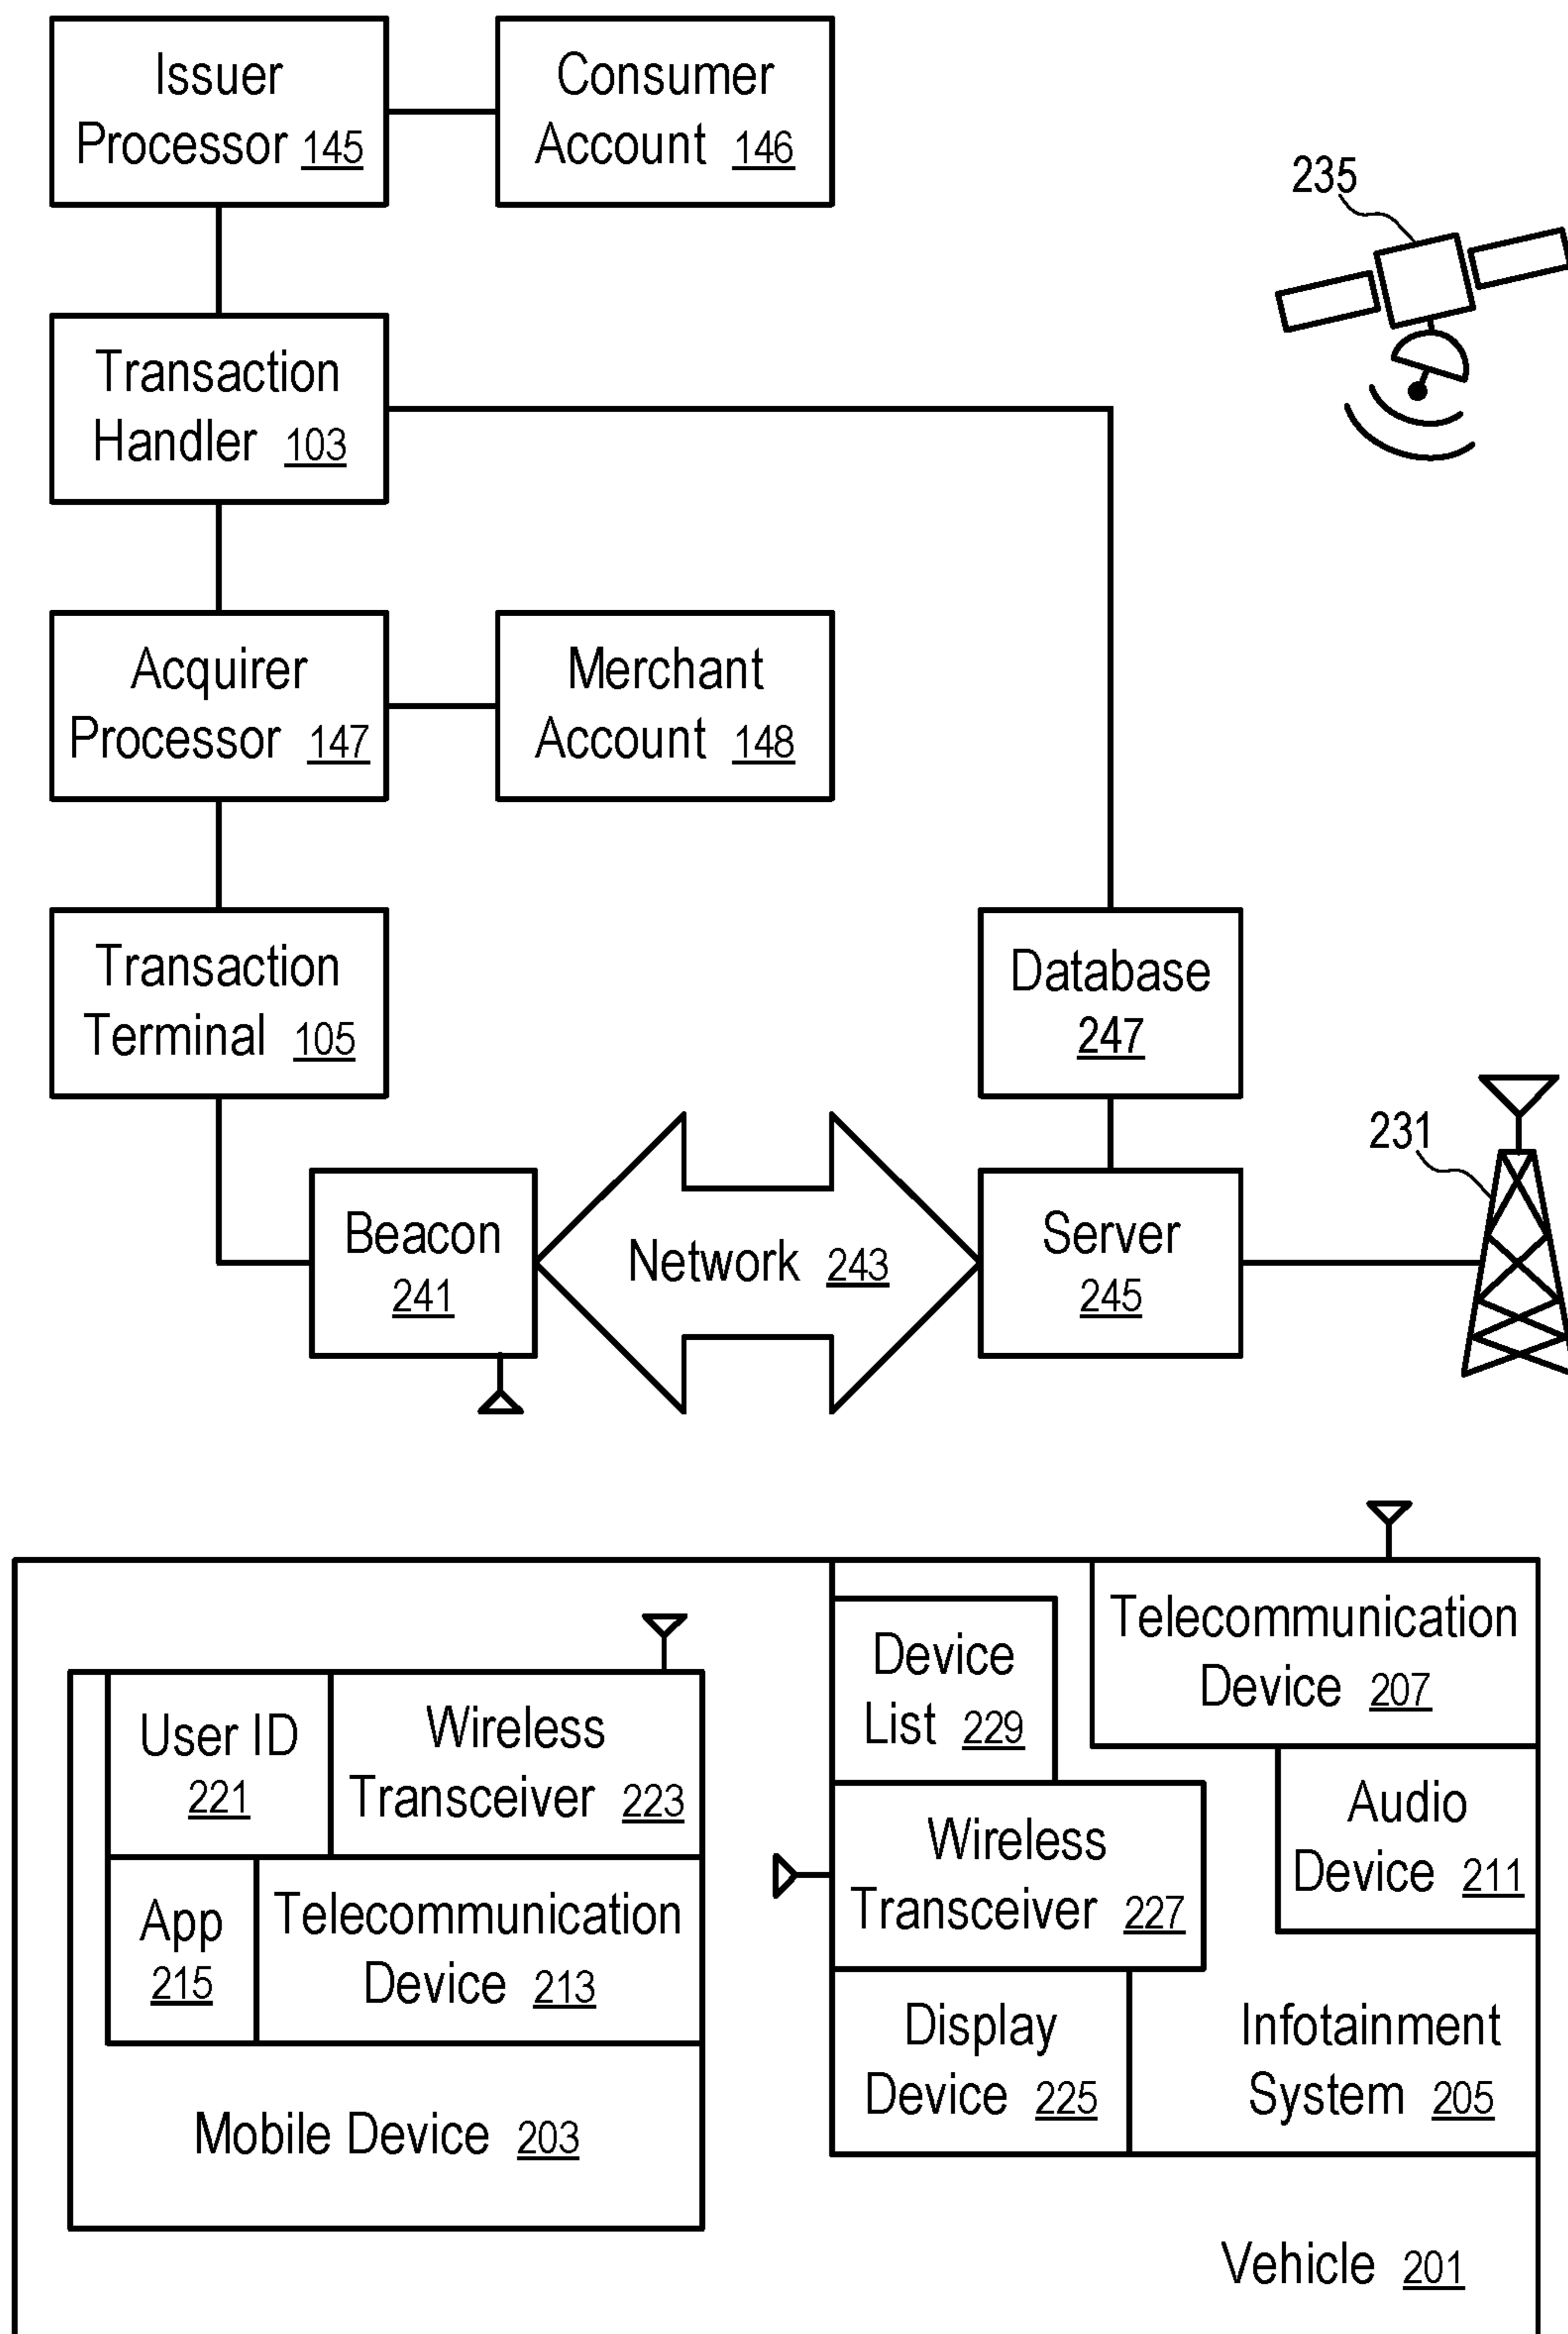 Issuer
Processor 145
Consumer
Account 146
235
Transaction
Handler 103
Acquirer
Processor 147
Merchant
Account 148
Transaction
Terminal 105
Database
247
231
Beacon
241
Network 243
Server
245
Telecommunication
Device 207
Device
List 229
User ID
221
Wireless
Transceiver 223
Audio
Device 211
Wireless
Transceiver 227
App
215
Telecommunication
Device 213
Display
Device 225
Infotainment
System 205
Mobile Device 203
Vehicle 201